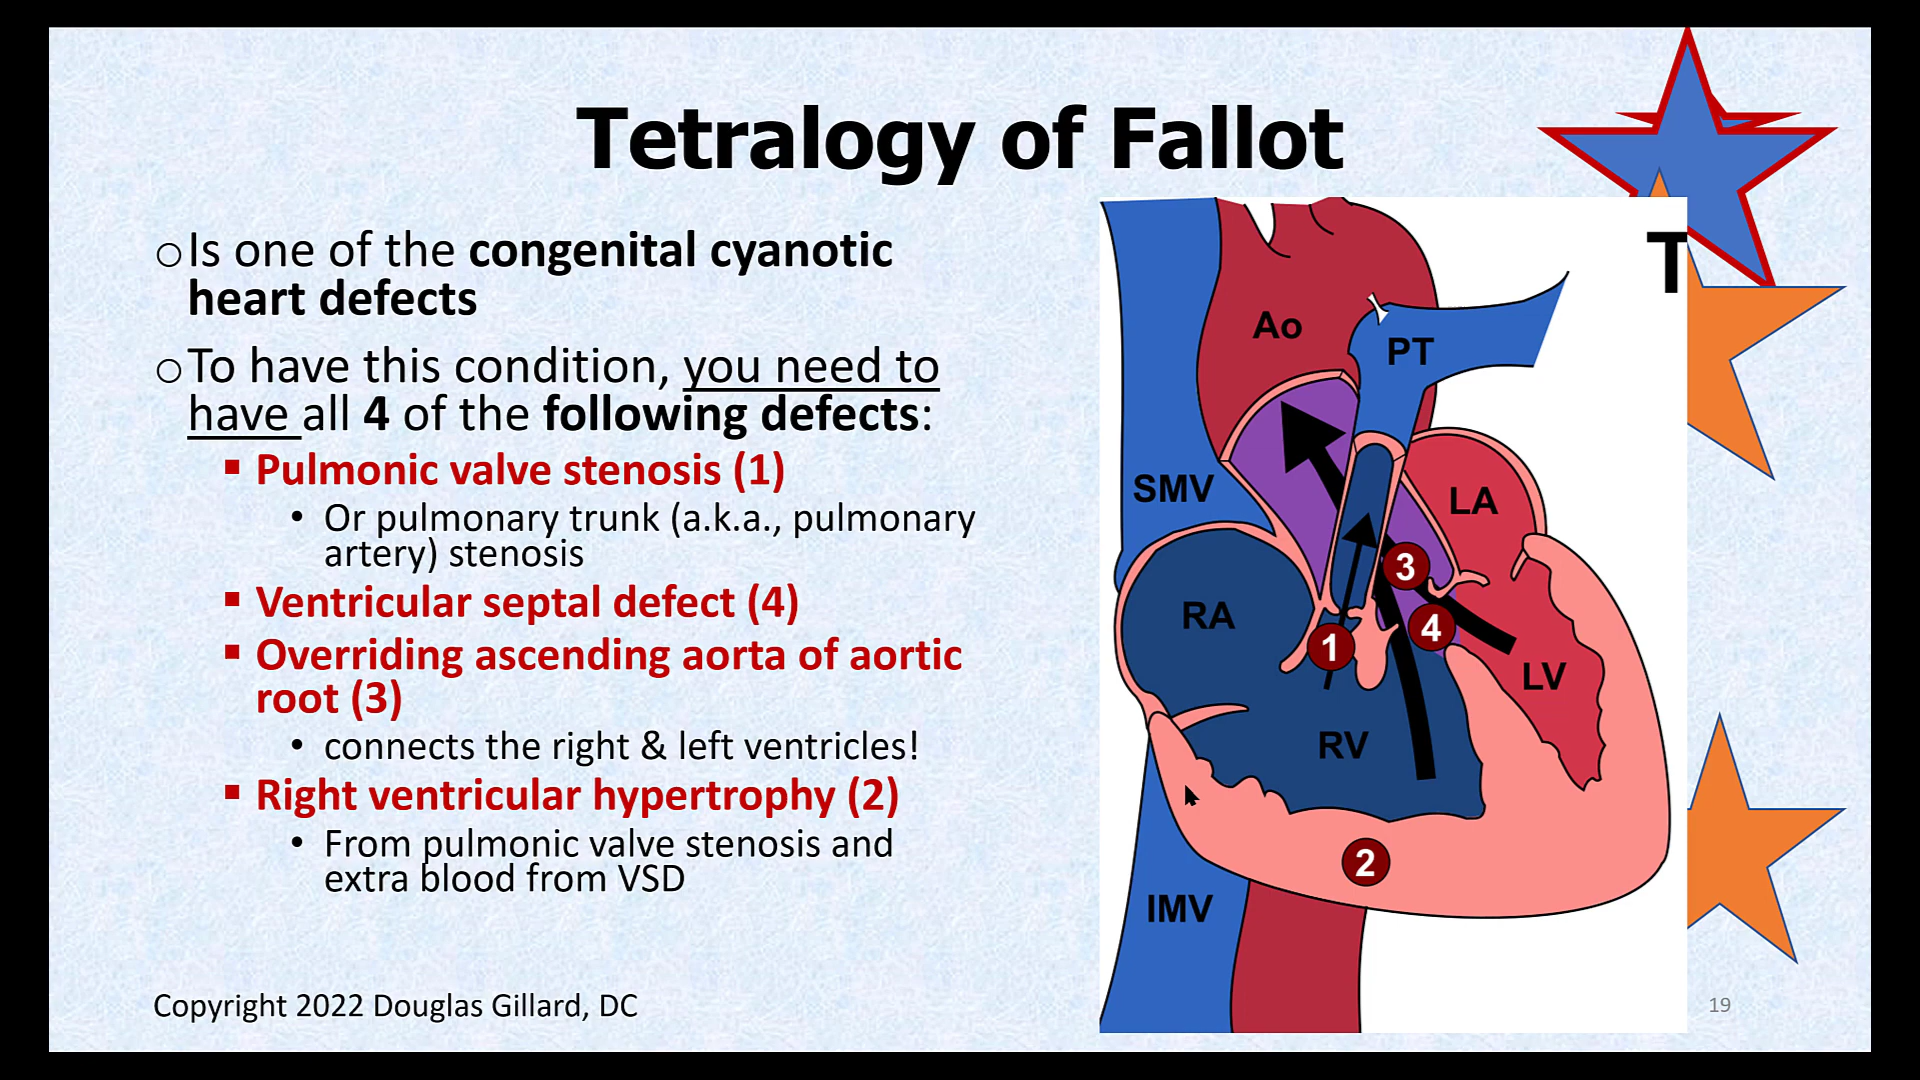 Tetralogy of Fallot
oIs one of the congenital cyanotic
heart defects
oTo have this condition, you need to
have all 4 of the following defects:
▪ Pulmonic valve stenosis (1)
• Or pulmonary trunk (a.k.a., pulmonary
artery) stenosis
▪ Ventricular septal defect (4)
▪ Overriding ascending aorta of aortic
root (3)
• connects the right & left ventricles!
▪ Right ventricular hypertrophy (2)
• From pulmonic valve stenosis and
extra blood from VSD
Copyright 2022 Douglas Gillard, DC
T
Ao
PT
SMV
LA
3
RA
4
1
LV
RV
2
IMV
19